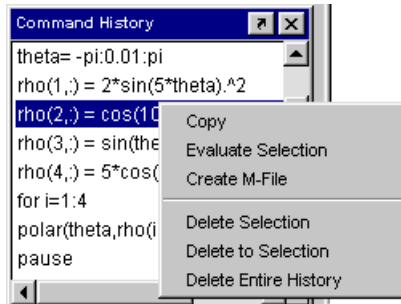 Command History
theta= -pi:0.01:pi
rho(1,:) = 2*sin(5*theta).^2
rho(2,:) = cos(10
rho(3,:) = sin(the
rho(4,:) = 5*cos(
for i=1:4
polar(theta,rho(i
pause
Copy
Evaluate Selection
Create M-File
Delete Selection
Delete to Selection
Delete Entire History